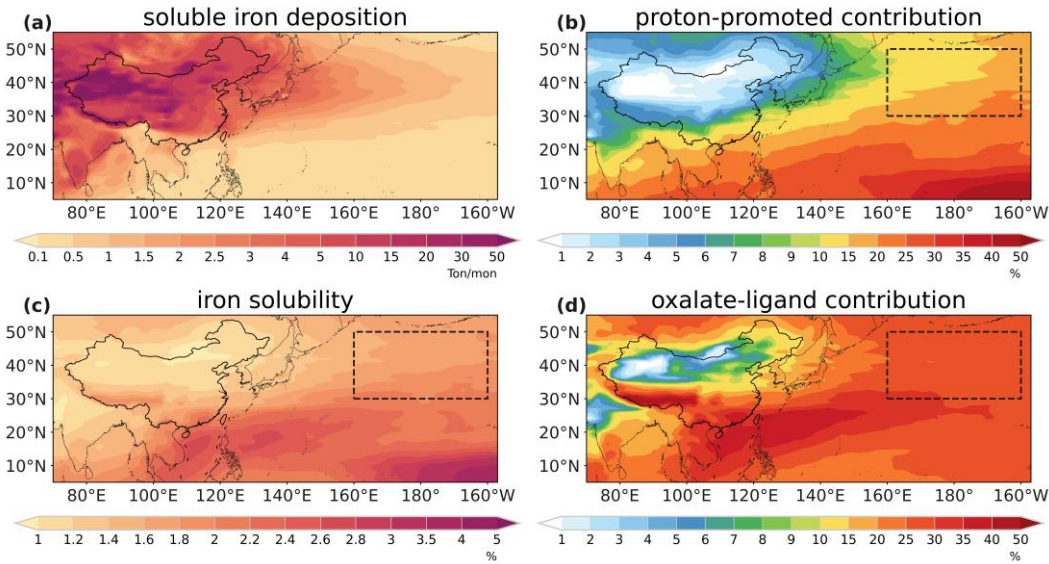 (a) soluble iron deposition
50°N
40°N
30°N
20°N
10°N
80°E 100°E 120°E 140°E 160°E 180° 160°W
0.1 0.5 1 1.5 2 2.5 3 4 5 10 15 20 30 50
Ton/mon
(b) proton-promoted contribution
50°N
40°N
30°N
20°N
10°N
80°E 100°E 120°E 140°E 160°E 180° 160°W
1 2 3 4 5 6 7 8 9 10 15 20 25 30 35 40 50
%
(c) iron solubility
50°N
40°N
30°N
20°N
10°N
80°E 100°E 120°E 140°E 160°E 180° 160°W
1 1.2 1.4 1.6 1.8 2 2.2 2.4 2.6 2.8 3 3.5 4 5
%
(d) oxalate-ligand contribution
50°N
40°N
30°N
20°N
10°N
80°E 100°E 120°E 140°E 160°E 180° 160°W
1 2 3 4 5 6 7 8 9 10 15 20 25 30 35 40 50
%